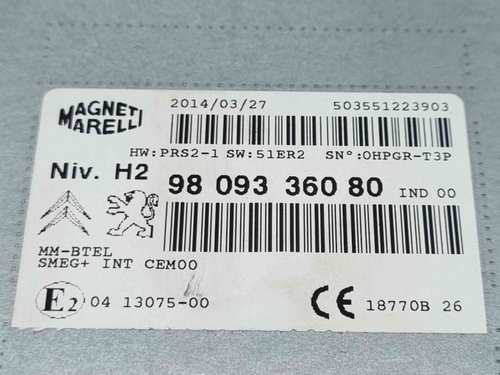 MAGNETI MARELLI
2014/03/27 503551223903
HW:PRS2-1 SW:51ER2 SN°:0HPGR-T3P
Niv. H2
98 093 360 80 IND 00
MM-BTEL
SMEG+ INT CEM00
E2 04 13075-00
CE 18770B 26